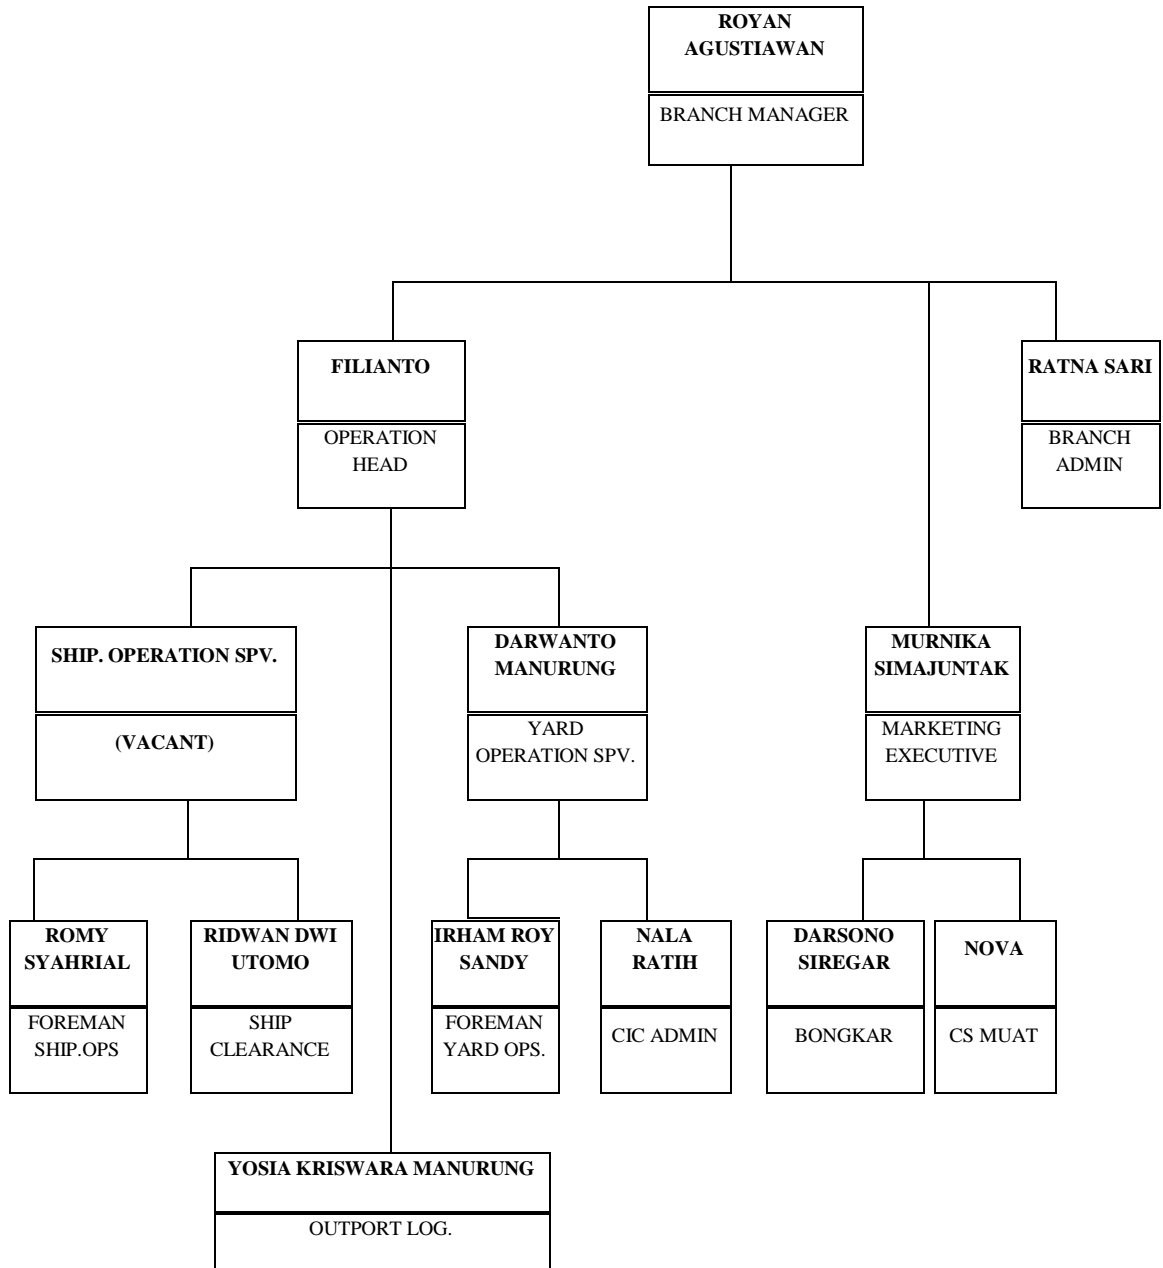 ROYAN
AGUSTIAWAN
BRANCH MANAGER
FILIANTO
OPERATION
HEAD
RATNA SARI
BRANCH
ADMIN
SHIP. OPERATION SPV.
(VACANT)
DARWANTO
MANURUNG
YARD
OPERATION SPV.
MURNIKA
SIMAJUNTAK
MARKETING
EXECUTIVE
ROMY
SYAHRIAL
FOREMAN
SHIP.OPS
RIDWAN DWI
UTOMO
SHIP
CLEARANCE
IRHAM ROY
SANDY
FOREMAN
YARD OPS.
NALA
RATIH
CIC ADMIN
DARSONO
SIREGAR
BONGKAR
NOVA
CS MUAT
YOSIA KRISWARA MANURUNG
OUTPORT LOG.